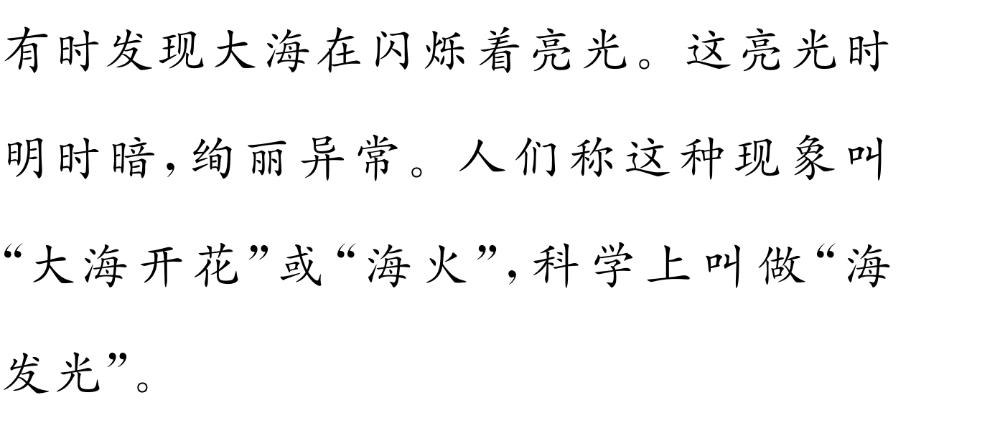 有时发现大海在闪烁着亮光。这亮光时
明时暗,绚丽异常。人们称这种现象叫
“大海开花”或“海火”,科学上叫做“海
发光”。